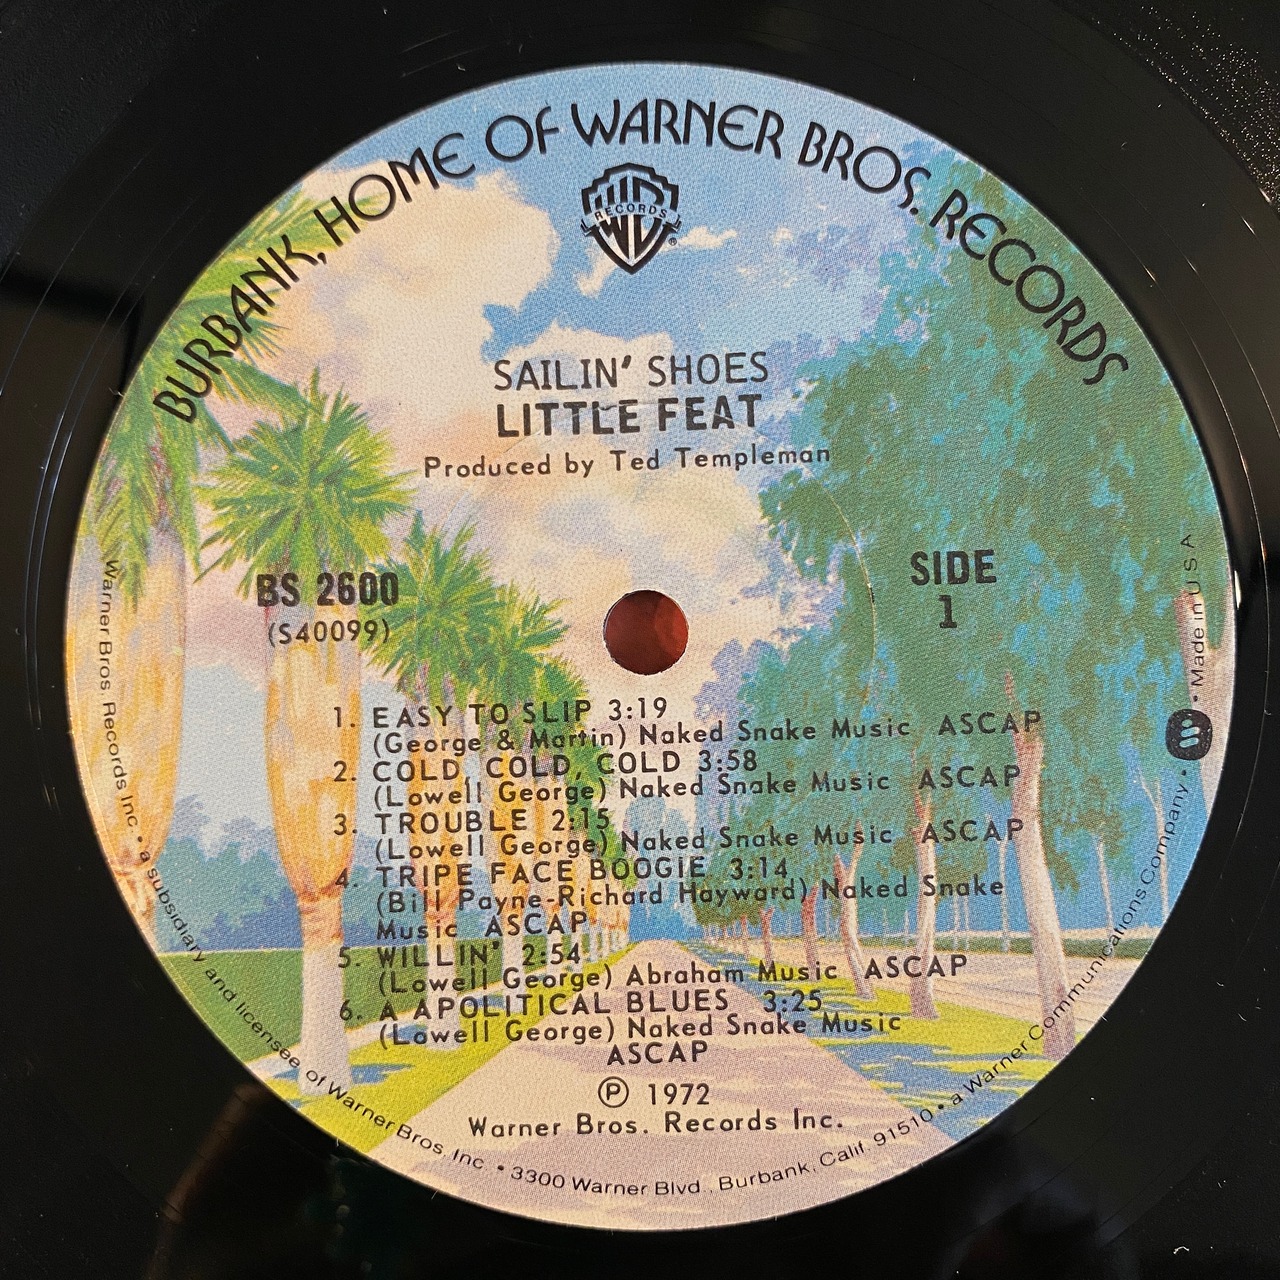 BURBANK, HOME OF WARNER BROS. RECORDS
W
RECORDS
®
SAILIN' SHOES
LITTLE FEAT
Produced by Ted Templeman
BS 2600
(S40099)
SIDE
1
1. EASY TO SLIP 3:19
(George & Martin) Naked Snake Music ASCAP
2. COLD, COLD, COLD 3:58
(Lowell George) Naked Snake Music ASCAP
3. TROUBLE 2:15
(Lowell George) Naked Snake Music ASCAP
4. TRIPE FACE BOOGIE 3:14
(Bill Payne-Richard Hayward) Naked Snake
Music ASCAP
5. WILLIN' 2:54
(Lowell George) Abraham Music ASCAP
6. A APOLITICAL BLUES 3:25
(Lowell George) Naked Snake Music
ASCAP
℗ 1972
Warner Bros. Records Inc.
Warner Bros. Records Inc. • a subsidiary and licensee of Warner Bros. Inc. • 3300 Warner Blvd., Burbank, Calif. 91510 • a Warner Communications Company • Made in U S A